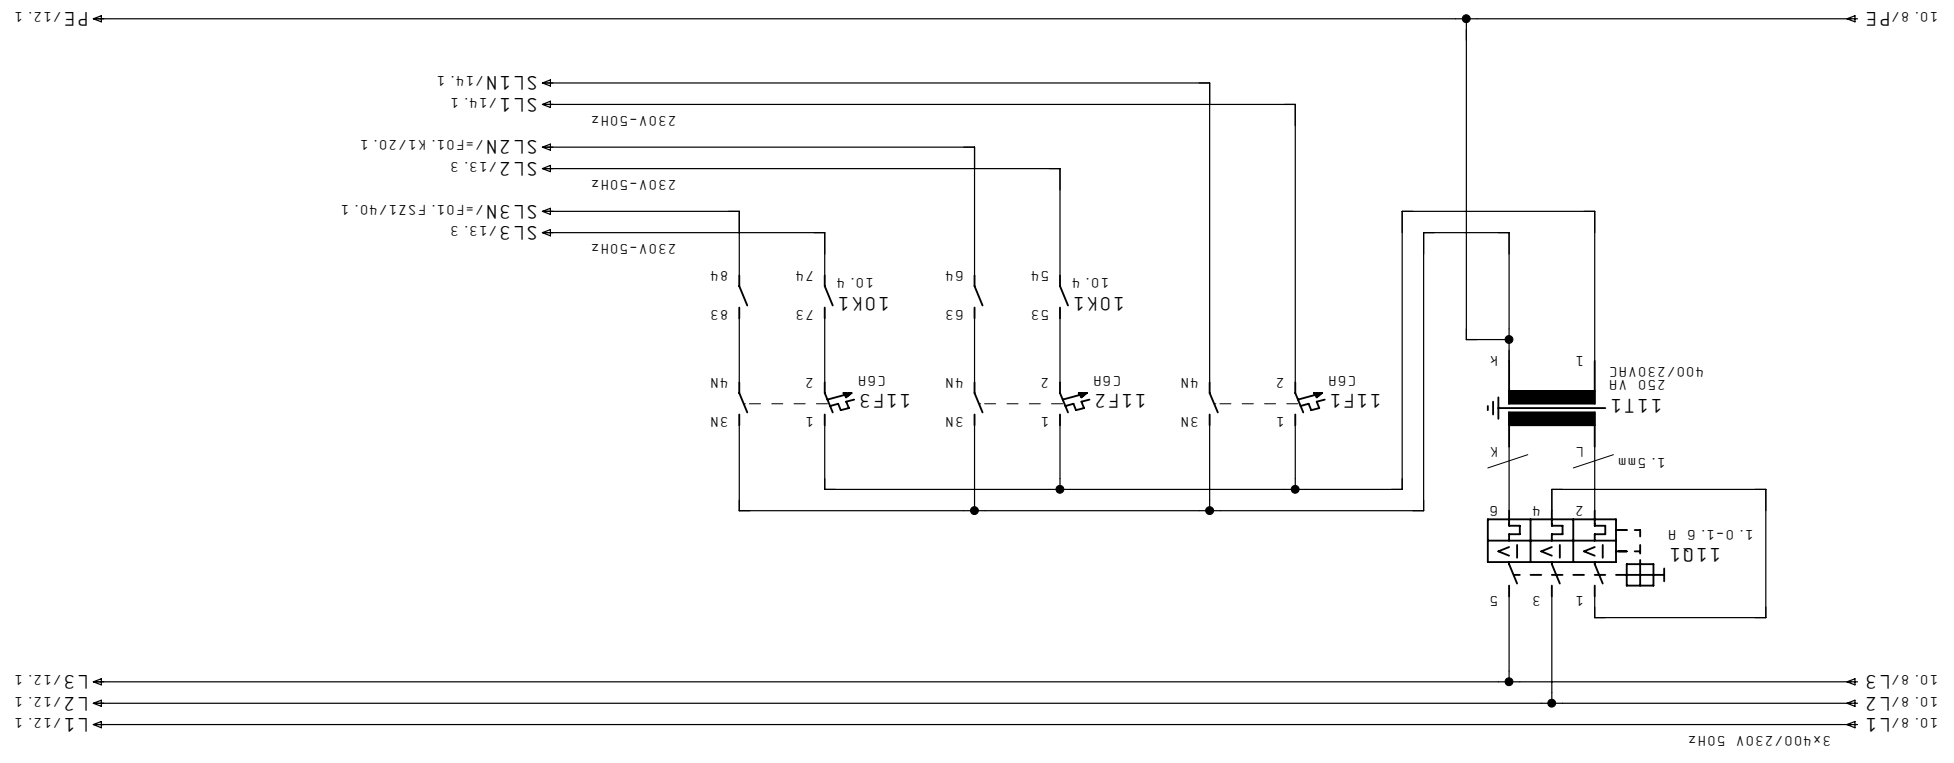 3x400/230V 50Hz
10.8/L1 L1/12.1
10.8/L2 L2/12.1
10.8/L3 L3/12.1
1 3 5
11Q1
1.0-1.6 A
2 4 6
1.5mm L K
1 3N 1 3N 1 3N
11T1 11F1 11F2 11F3
250 VA
400/230VAC
C6A C6A C6A
2 4N 2 4N 2 4N
l k
53 63 73 83
10K1 10K1
10.4 10.4
54 64 74 84
230V-50Hz
SL3/13.3
SL3N/=F01.FSZ1/40.1
230V-50Hz
SL2/13.3
SL2N/=F01.K1/20.1
230V-50Hz
SL1/14.1
SL1N/14.1
10.8/PE PE/12.1